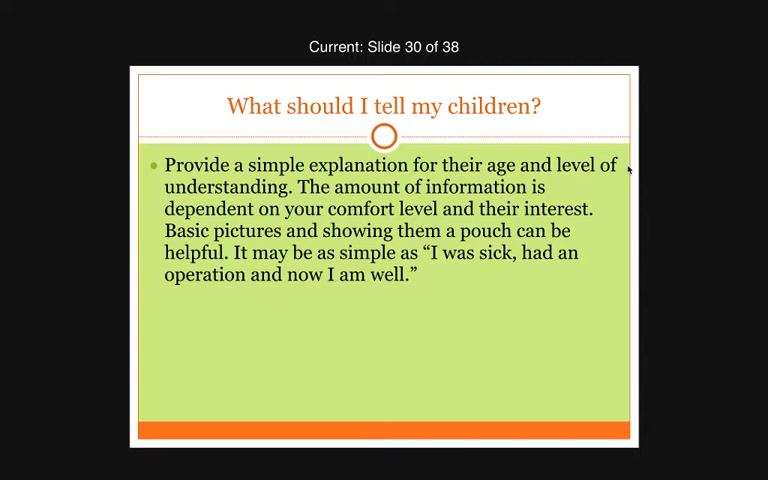 Current: Slide 30 of 38
What should I tell my children?
Provide a simple explanation for their age and level of
understanding. The amount of information is
dependent on your comfort level and their interest.
Basic pictures and showing them a pouch can be
helpful. It may be as simple as “I was sick, had an
operation and now I am well.”